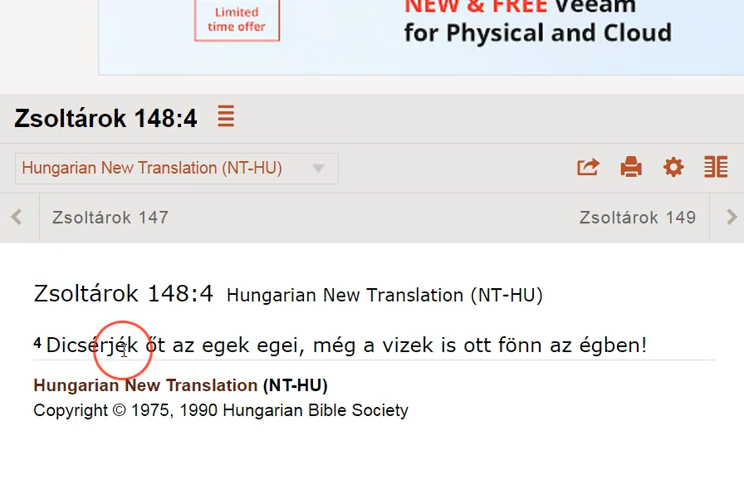 Limited
time offer
NEW & FREE Veeam
for Physical and Cloud
Zsoltárok 148:4
Hungarian New Translation (NT-HU)
Zsoltárok 147
Zsoltárok 149
Zsoltárok 148:4 Hungarian New Translation (NT-HU)
4 Dicsérjék őt az egek egei, még a vizek is ott fönn az égben!
Hungarian New Translation (NT-HU)
Copyright © 1975, 1990 Hungarian Bible Society